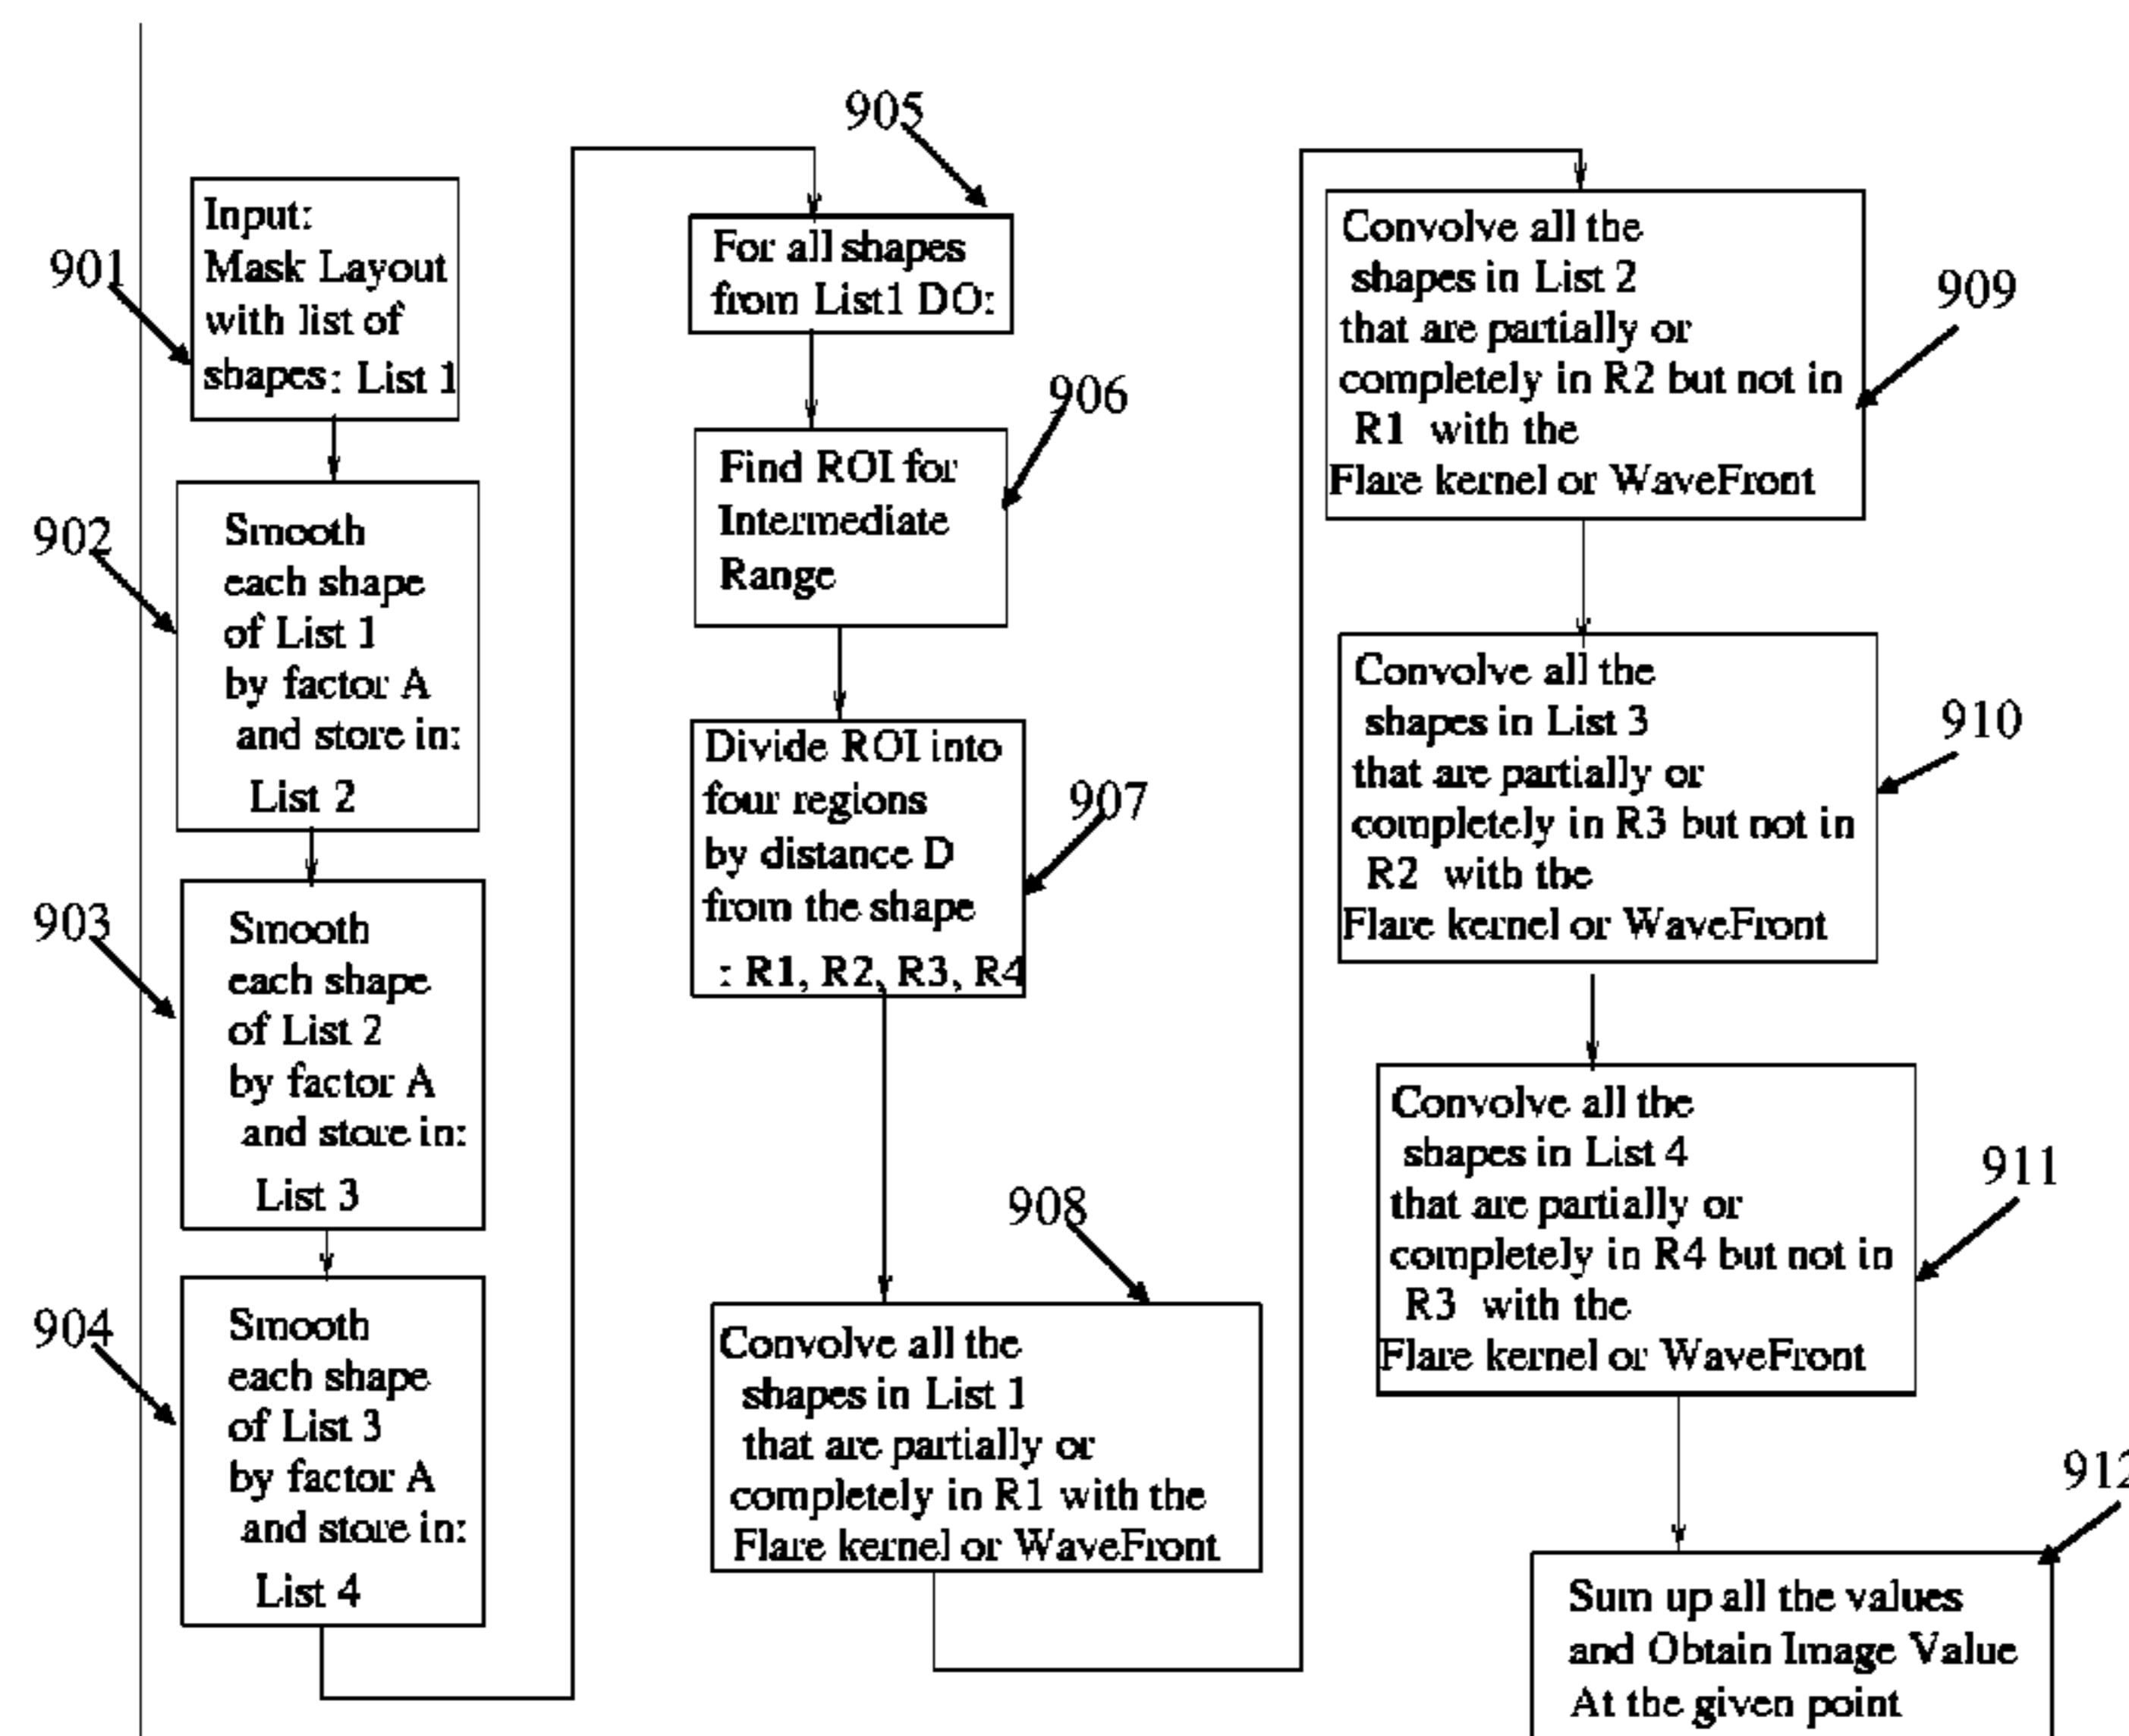 901
Input:
Mask Layout
with list of
shapes: List 1
902
Smooth
each shape
of List 1
by factor A
and store in:
List 2
903
Smooth
each shape
of List 2
by factor A
and store in:
List 3
904
Smooth
each shape
of List 3
by factor A
and store in:
List 4
905
For all shapes
from List1 DO:
906
Find ROI for
Intermediate
Range
907
Divide ROI into
four regions
by distance D
from the shape
: R1, R2, R3, R4
908
Convolve all the
shapes in List 1
that are partially or
completely in R1 with the
Flare kernel or WaveFront
909
Convolve all the
shapes in List 2
that are partially or
completely in R2 but not in
R1 with the
Flare kernel or WaveFront
910
Convolve all the
shapes in List 3
that are partially or
completely in R3 but not in
R2 with the
Flare kernel or WaveFront
911
Convolve all the
shapes in List 4
that are partially or
completely in R4 but not in
R3 with the
Flare kernel or WaveFront
912
Sum up all the values
and Obtain Image Value
At the given point